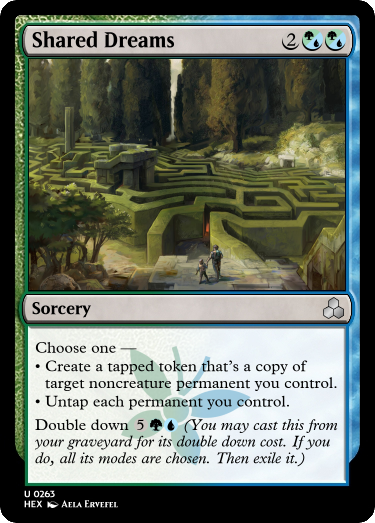 Shared Dreams 2
Sorcery
Choose one —
• Create a tapped token that's a copy of
target noncreature permanent you control.
• Untap each permanent you control.
Double down 5 (You may cast this from
your graveyard for its double down cost. If you
do, all its modes are chosen. Then exile it.)
U 0263
HEX Aela Ervefel